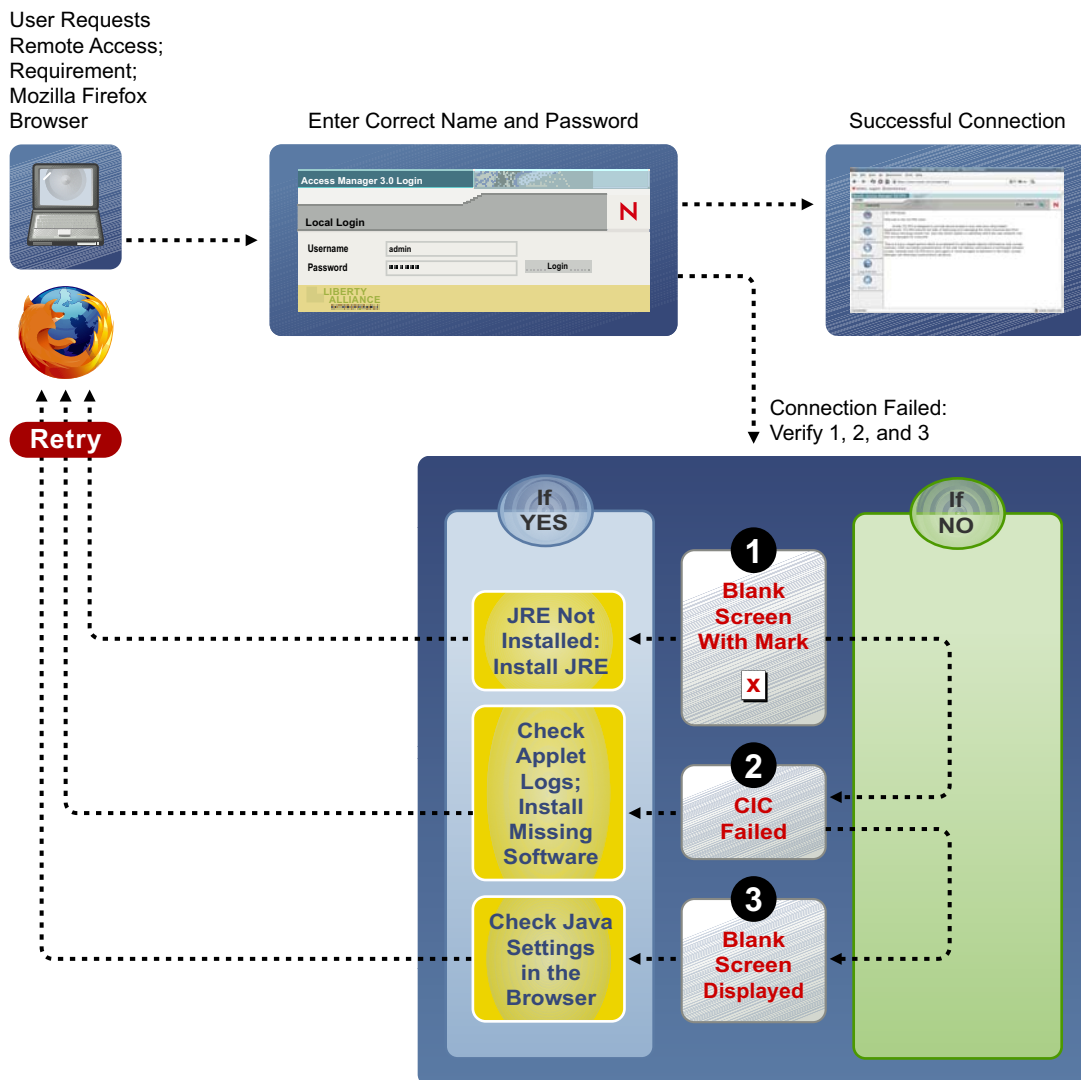 User Requests
Remote Access;
Requirement;
Mozilla Firefox
Browser
Enter Correct Name and Password
Successful Connection
Access Manager 3.0 Login
Local Login
N
Username
admin
Password
Login
LIBERTY
ALLIANCE
N
Retry
Connection Failed:
Verify 1, 2, and 3
If
YES
If
NO
1
Blank
Screen
With Mark
x
JRE Not
Installed:
Install JRE
2
CIC
Failed
Check
Applet
Logs;
Install
Missing
Software
3
Blank
Screen
Displayed
Check Java
Settings
in the
Browser